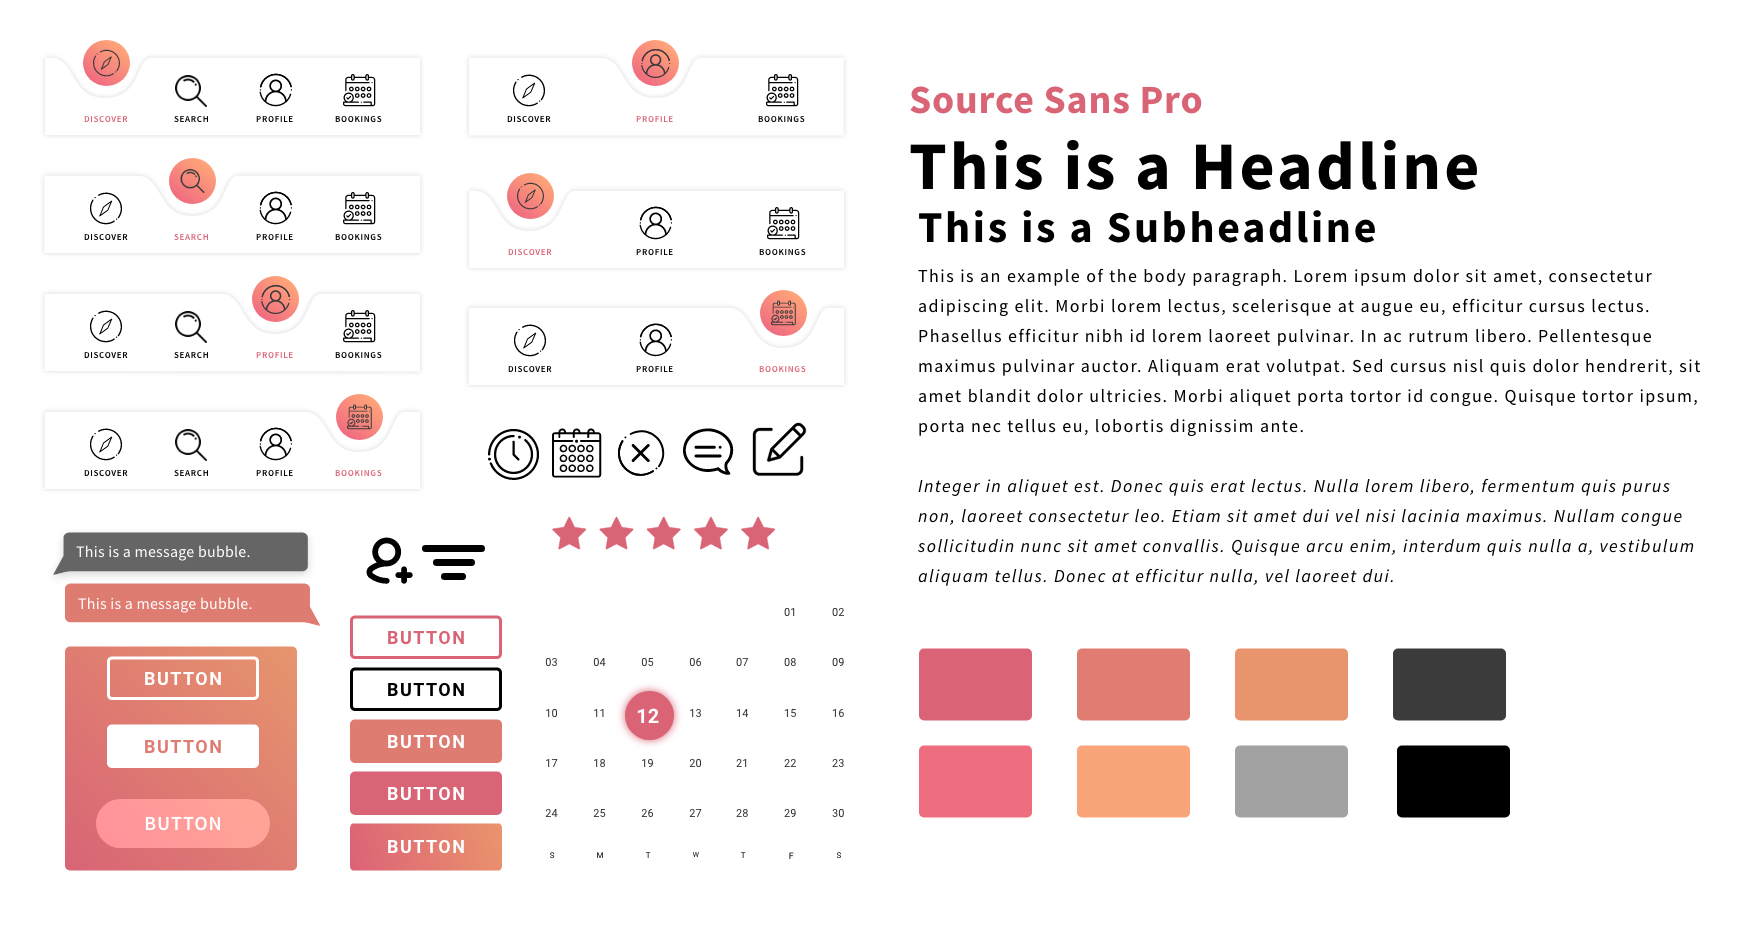 DISCOVER SEARCH PROFILE BOOKINGS
DISCOVER SEARCH PROFILE BOOKINGS
DISCOVER SEARCH PROFILE BOOKINGS
DISCOVER SEARCH PROFILE BOOKINGS
DISCOVER PROFILE BOOKINGS
DISCOVER PROFILE BOOKINGS
DISCOVER PROFILE BOOKINGS
This is a message bubble.
This is a message bubble.
BUTTON
BUTTON
BUTTON
BUTTON
BUTTON
BUTTON
BUTTON
BUTTON
01 02
03 04 05 06 07 08 09
10 11 12 13 14 15 16
17 18 19 20 21 22 23
24 25 26 27 28 29 30
S M T W T F S
Source Sans Pro
This is a Headline
This is a Subheadline
This is an example of the body paragraph. Lorem ipsum dolor sit amet, consectetur
adipiscing elit. Morbi lorem lectus, scelerisque at augue eu, efficitur cursus lectus.
Phasellus efficitur nibh id lorem laoreet pulvinar. In ac rutrum libero. Pellentesque
maximus pulvinar auctor. Aliquam erat volutpat. Sed cursus nisl quis dolor hendrerit, sit
amet blandit dolor ultricies. Morbi aliquet porta tortor id congue. Quisque tortor ipsum,
porta nec tellus eu, lobortis dignissim ante.
Integer in aliquet est. Donec quis erat lectus. Nulla lorem libero, fermentum quis purus
non, laoreet consectetur leo. Etiam sit amet dui vel nisi lacinia maximus. Nullam congue
sollicitudin nunc sit amet convallis. Quisque arcu enim, interdum quis nulla a, vestibulum
aliquam tellus. Donec at efficitur nulla, vel laoreet dui.